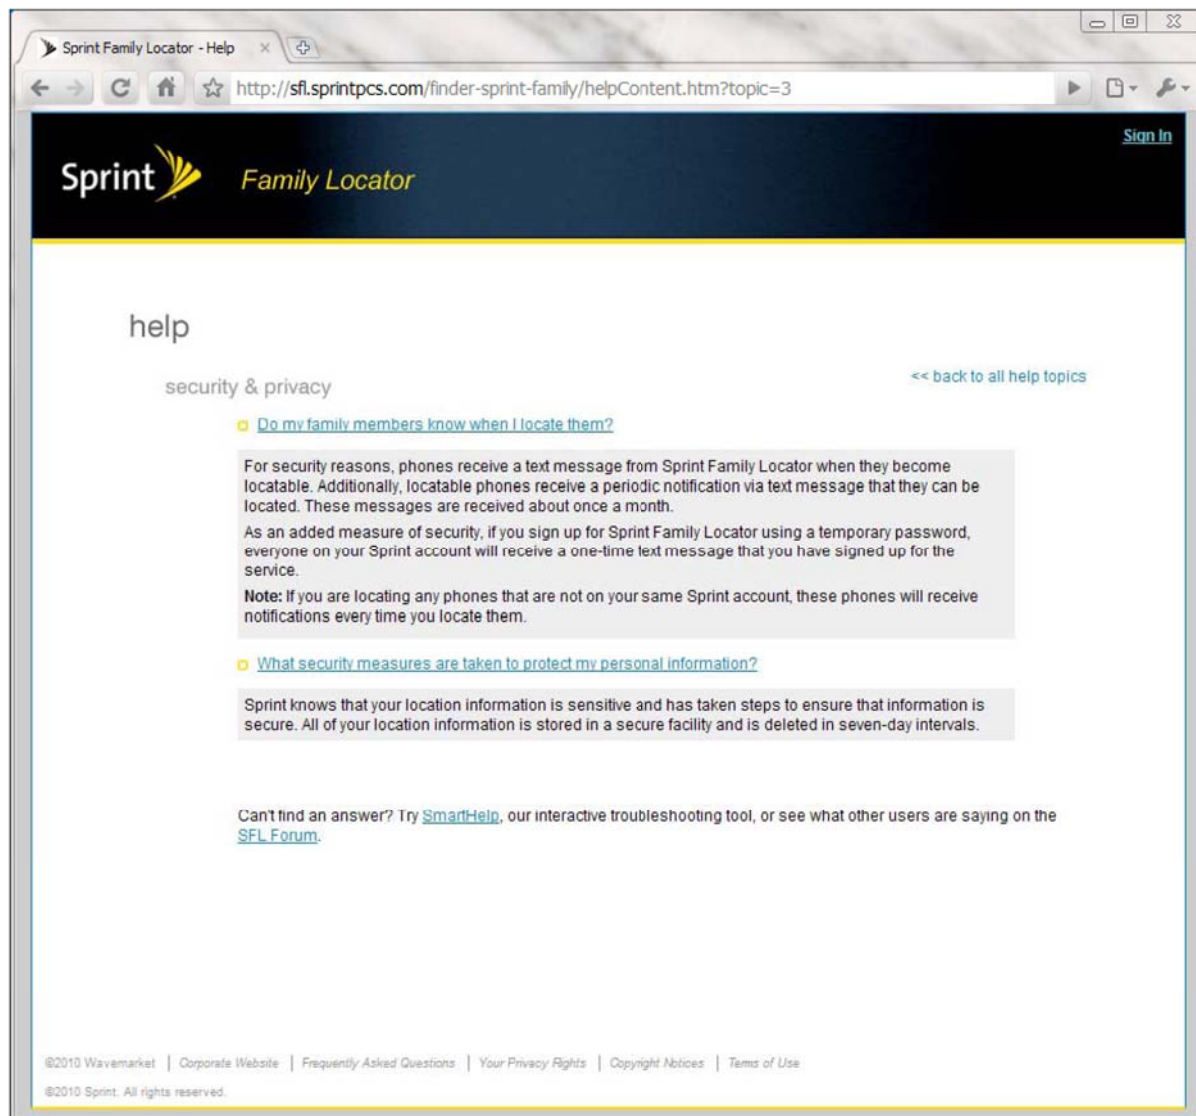 Sprint Family Locator - Help
http://sfl.sprintpcs.com/finder-sprint-family/helpContent.htm?topic=3
Sign In
Sprint Family Locator
help
<< back to all help topics
security & privacy
Do my family members know when I locate them?
For security reasons, phones receive a text message from Sprint Family Locator when they become
locatable. Additionally, locatable phones receive a periodic notification via text message that they can be
located. These messages are received about once a month.
As an added measure of security, if you sign up for Sprint Family Locator using a temporary password,
everyone on your Sprint account will receive a one-time text message that you have signed up for the
service.
Note: If you are locating any phones that are not on your same Sprint account, these phones will receive
notifications every time you locate them.
What security measures are taken to protect my personal information?
Sprint knows that your location information is sensitive and has taken steps to ensure that information is
secure. All of your location information is stored in a secure facility and is deleted in seven-day intervals.
Can't find an answer? Try SmartHelp, our interactive troubleshooting tool, or see what other users are saying on the
SFL Forum.
©2010 Wavemarket | Corporate Website | Frequently Asked Questions | Your Privacy Rights | Copyright Notices | Terms of Use
©2010 Sprint. All rights reserved.